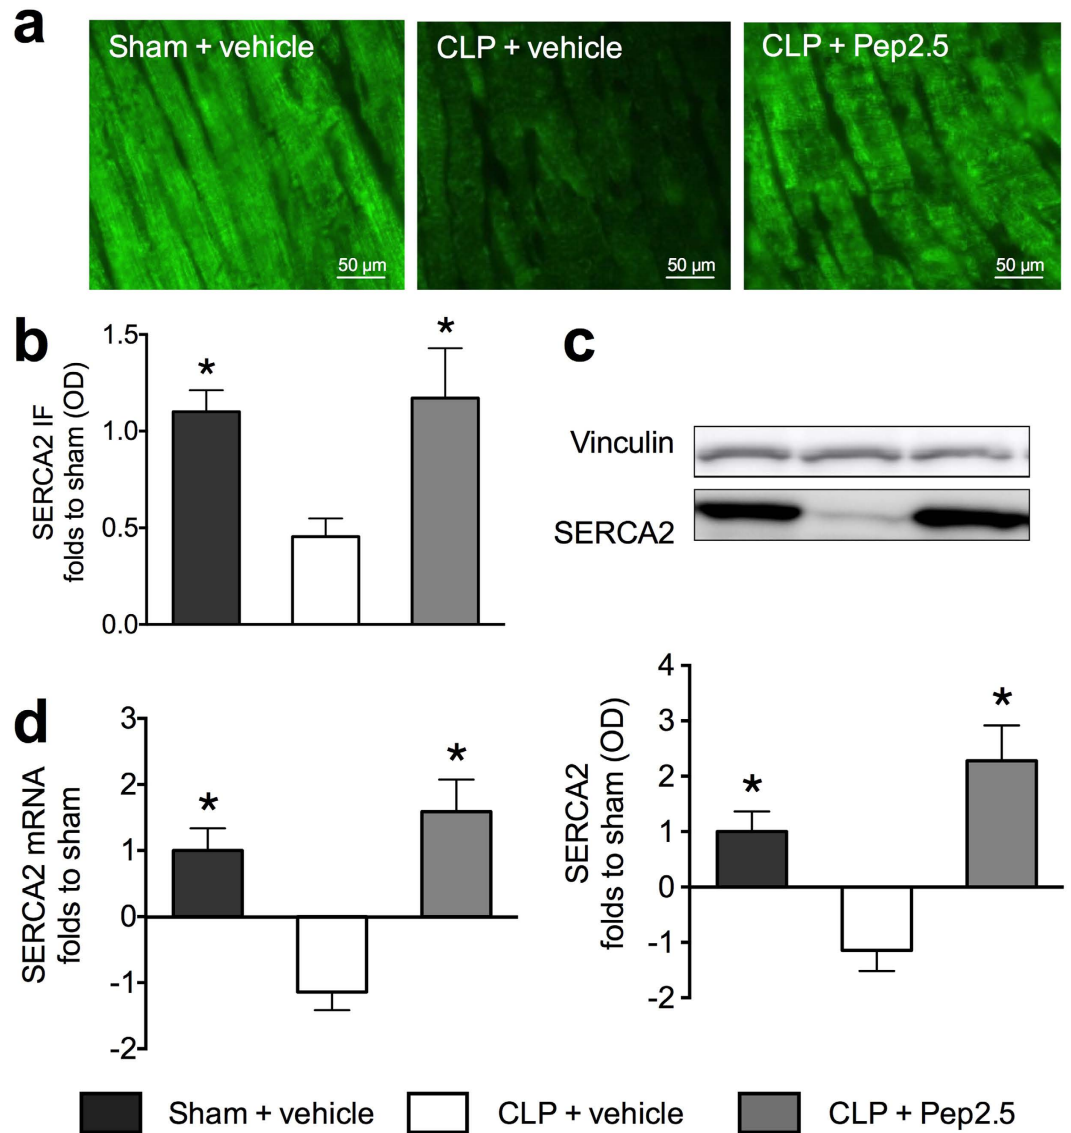 a
Sham + vehicle
CLP + vehicle
CLP + Pep2.5
50 µm
50 µm
50 µm
b
SERCA2 IF
folds to sham (OD)
1.5
1.0
0.5
0.0
*
*
c
Vinculin
SERCA2
SERCA2
folds to sham (OD)
4
3
2
1
0
-1
-2
*
*
d
SERCA2 mRNA
folds to sham
3
2
1
0
-1
-2
*
*
Sham + vehicle
CLP + vehicle
CLP + Pep2.5